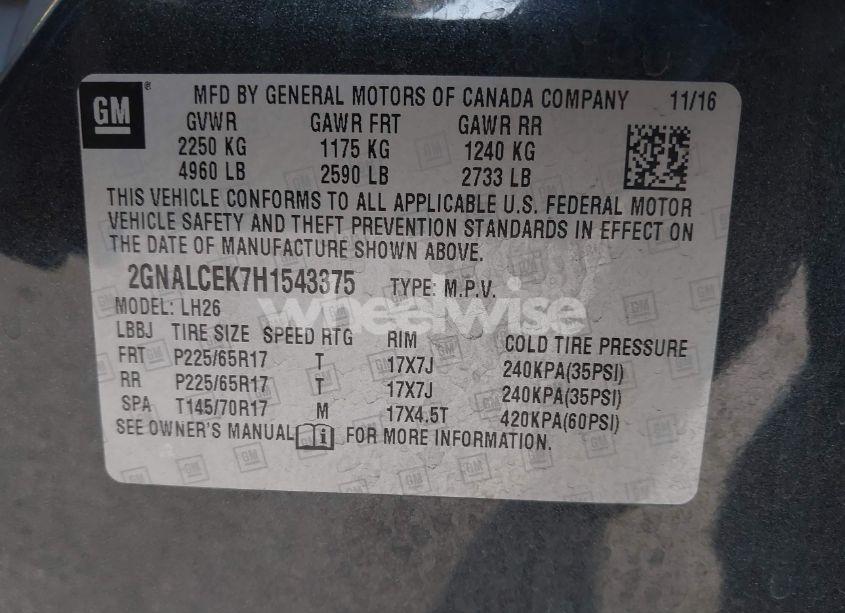 GM ® MFD BY GENERAL MOTORS OF CANADA COMPANY 11/16
GVWR GAWR FRT GAWR RR
2250 KG 1175 KG 1240 KG
4960 LB 2590 LB 2733 LB
THIS VEHICLE CONFORMS TO ALL APPLICABLE U.S. FEDERAL MOTOR
VEHICLE SAFETY AND THEFT PREVENTION STANDARDS IN EFFECT ON
THE DATE OF MANUFACTURE SHOWN ABOVE.
2GNALCEK7H1543375 TYPE: M.P.V.
MODEL: LH26
wheelwise
LBBJ TIRE SIZE SPEED RTG RIM COLD TIRE PRESSURE
FRT P225/65R17 T 17X7J 240KPA(35PSI)
RR P225/65R17 T 17X7J 240KPA(35PSI)
SPA T145/70R17 M 17X4.5T 420KPA(60PSI)
SEE OWNER'S MANUAL i FOR MORE INFORMATION.